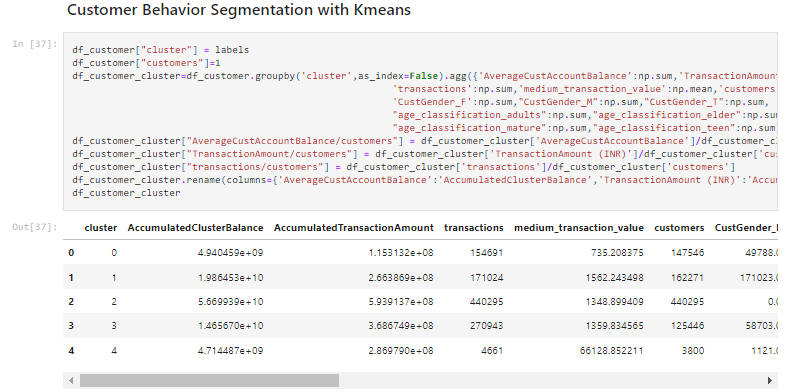 Customer Behavior Segmentation with Kmeans
In [37]:
df_customer["cluster"] = labels
df_customer["customers"]=1
df_customer_cluster=df_customer.groupby('cluster',as_index=False).agg({'AverageCustAccountBalance':np.sum,'TransactionAmount
'transactions':np.sum,'medium_transaction_value':np.mean,'customers
'CustGender_F':np.sum,"CustGender_M":np.sum,"CustGender_T":np.sum,
"age_classification_adults":np.sum,"age_classification_elder":np.sum
"age_classification_mature":np.sum,"age_classification_teen":np.sum
df_customer_cluster["AverageCustAccountBalance/customers"] = df_customer_cluster['AverageCustAccountBalance']/df_customer_cl
df_customer_cluster["TransactionAmount/customers"] = df_customer_cluster['TransactionAmount (INR)']/df_customer_cluster['cus
df_customer_cluster["transactions/customers"] = df_customer_cluster['transactions']/df_customer_cluster['customers']
df_customer_cluster.rename(columns={'AverageCustAccountBalance':'AccumulatedClusterBalance','TransactionAmount (INR)':'Accum
df_customer_cluster
Out[37]:
cluster AccumulatedClusterBalance AccumulatedTransactionAmount transactions medium_transaction_value customers CustGender_
0 0 4.940459e+09 1.153132e+08 154691 735.208375 147546 49788.0
1 1 1.986453e+10 2.663869e+08 171024 1562.243498 162271 171023.0
2 2 5.669939e+10 5.939137e+08 440295 1348.899409 440295 0.0
3 3 1.465670e+10 3.686749e+08 270943 1359.834565 125446 58703.0
4 4 4.714487e+09 2.869790e+08 4661 66128.852211 3800 1121.0